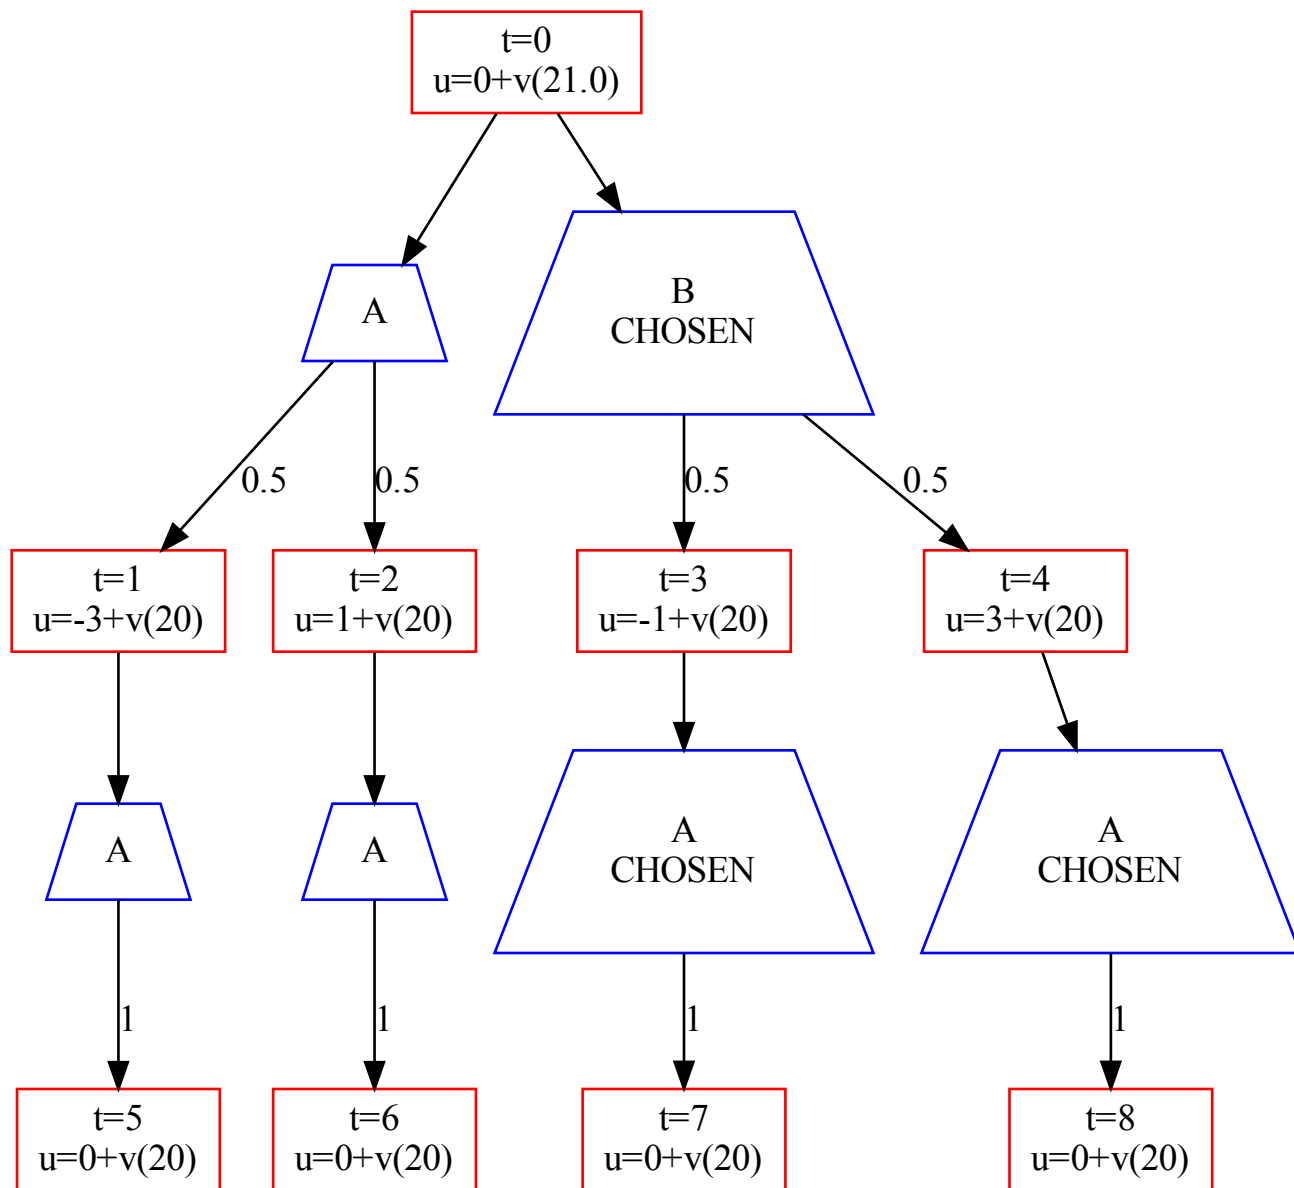 t=0
u=0+v(21.0)
A
B
CHOSEN
0.5
0.5
0.5
0.5
t=1
u=-3+v(20)
t=2
u=1+v(20)
t=3
u=-1+v(20)
t=4
u=3+v(20)
A
A
A
CHOSEN
A
CHOSEN
1
1
1
1
t=5
u=0+v(20)
t=6
u=0+v(20)
t=7
u=0+v(20)
t=8
u=0+v(20)